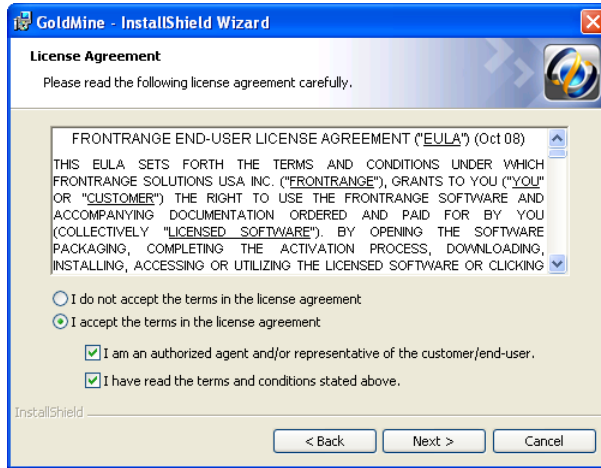 GoldMine - InstallShield Wizard
License Agreement
Please read the following license agreement carefully.
FRONTRANGE END-USER LICENSE AGREEMENT ("EULA") (Oct 08)
THIS EULA SETS FORTH THE TERMS AND CONDITIONS UNDER WHICH
FRONTRANGE SOLUTIONS USA INC. ("FRONTRANGE"), GRANTS TO YOU ("YOU"
OR "CUSTOMER") THE RIGHT TO USE THE FRONTRANGE SOFTWARE AND
ACCOMPANYING DOCUMENTATION ORDERED AND PAID FOR BY YOU
(COLLECTIVELY "LICENSED SOFTWARE"). BY OPENING THE SOFTWARE
PACKAGING, COMPLETING THE ACTIVATION PROCESS, DOWNLOADING,
INSTALLING, ACCESSING OR UTILIZING THE LICENSED SOFTWARE OR CLICKING
I do not accept the terms in the license agreement
I accept the terms in the license agreement
I am an authorized agent and/or representative of the customer/end-user.
I have read the terms and conditions stated above.
InstallShield
< Back
Next >
Cancel